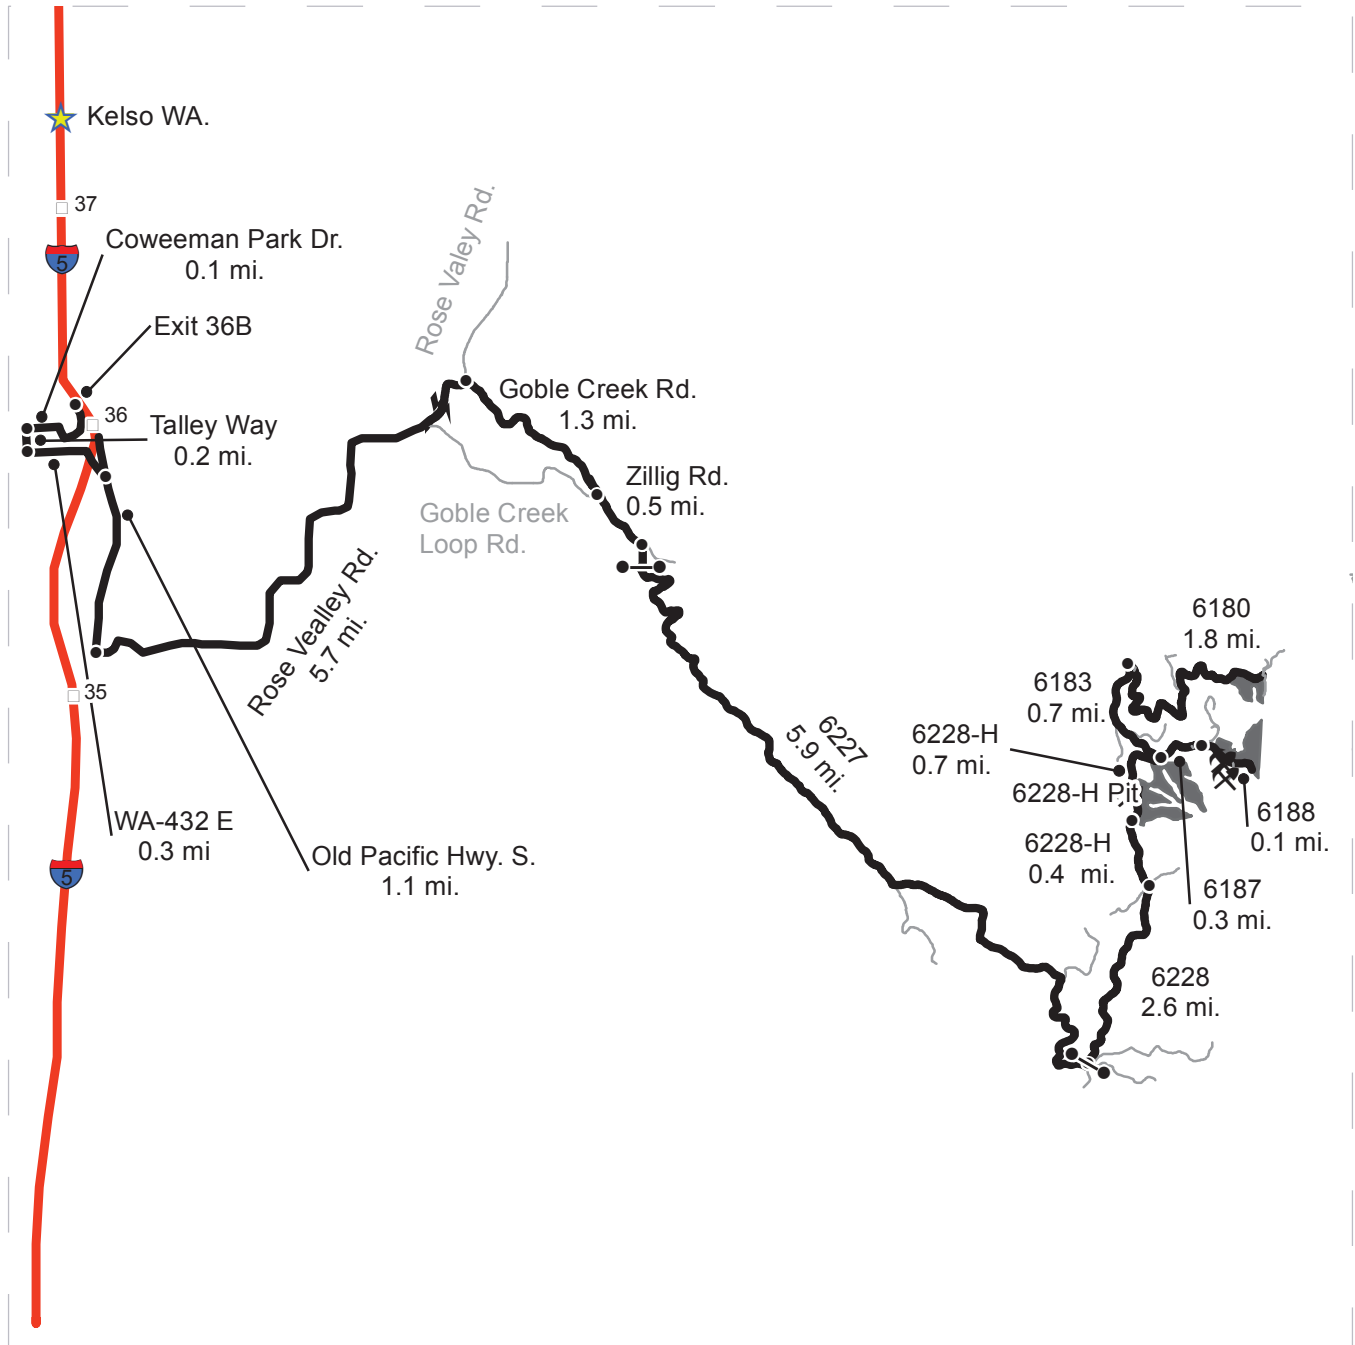 Kelso WA.
37
5
Coweeman Park Dr.
0.1 mi.
Exit 36B
36
Talley Way
0.2 mi.
Rose Valey Rd.
Goble Creek Rd.
1.3 mi.
Zillig Rd.
0.5 mi.
Goble Creek
Loop Rd.
Rose Vealley Rd.
5.7 mi.
35
6180
1.8 mi.
6183
0.7 mi.
6227
5.9 mi.
6228-H
0.7 mi.
6228-H Pit
6188
0.1 mi.
WA-432 E
0.3 mi
Old Pacific Hwy. S.
1.1 mi.
5
6228-H
0.4  mi.
6187
0.3 mi.
6228
2.6 mi.